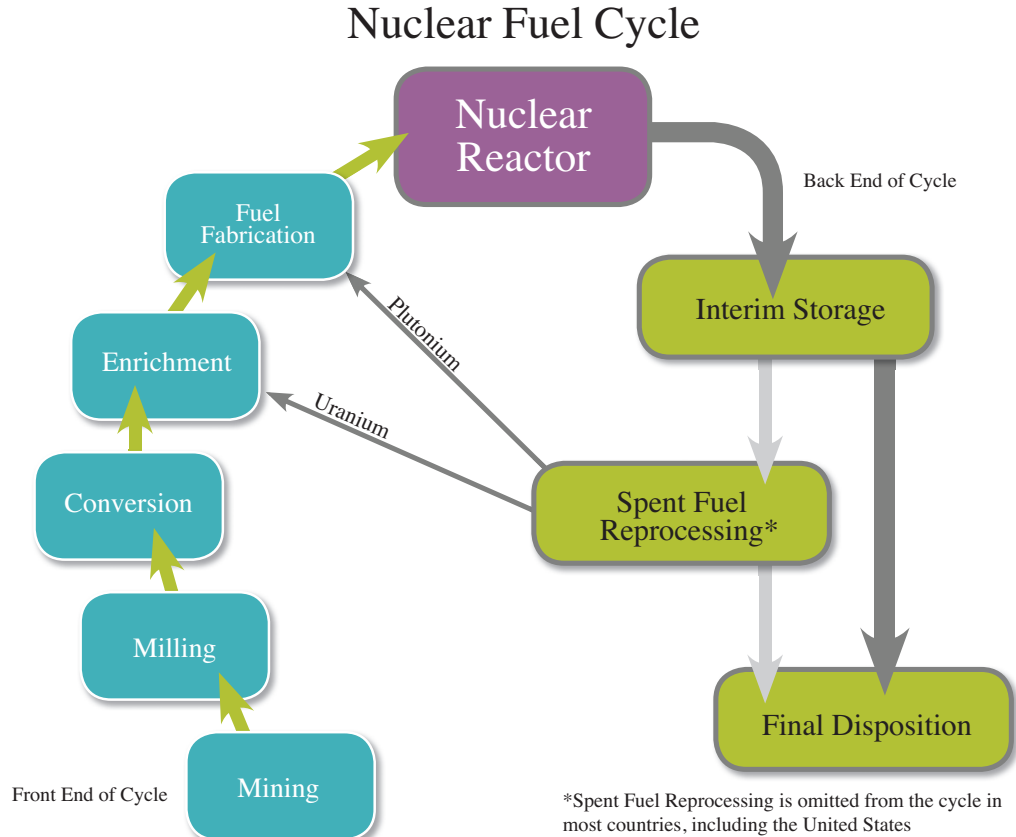 Nuclear Fuel Cycle
Nuclear
Reactor
Back End of Cycle
Fuel
Fabrication
Interim Storage
Plutonium
Enrichment
Uranium
Conversion
Spent Fuel
Reprocessing*
Milling
Final Disposition
Mining
Front End of Cycle
*Spent Fuel Reprocessing is omitted from the cycle in
most countries, including the United States